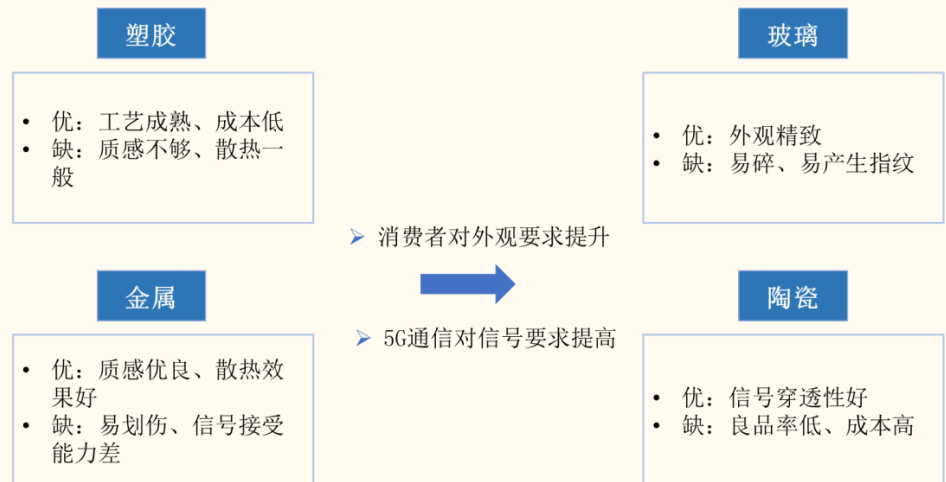 塑胶
• 优：工艺成熟、成本低
• 缺：质感不够、散热一
般
金属
• 优：质感优良、散热效
果好
• 缺：易划伤、信号接受
能力差
➢ 消费者对外观要求提升
➢ 5G通信对信号要求提高
玻璃
• 优：外观精致
• 缺：易碎、易产生指纹
陶瓷
• 优：信号穿透性好
• 缺：良品率低、成本高